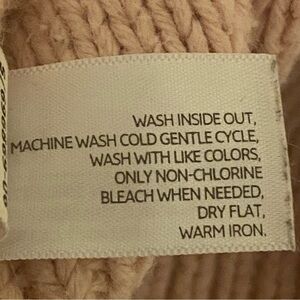 WASH INSIDE OUT,
MACHINE WASH COLD GENTLE CYCLE,
WASH WITH LIKE COLORS,
ONLY NON-CHLORINE
BLEACH WHEN NEEDED,
DRY FLAT,
WARM IRON.